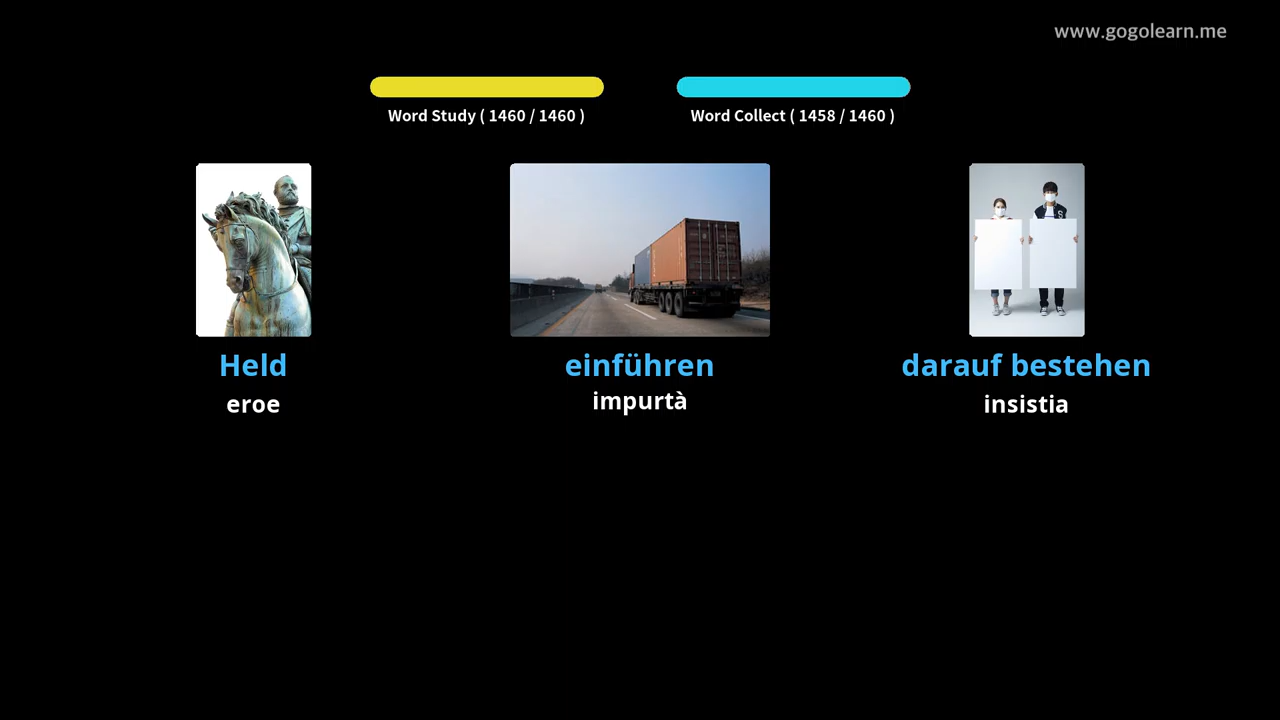 www.gogolearn.me
Word Study ( 1460 / 1460 )
Word Collect ( 1458 / 1460 )
Held
einführen
darauf bestehen
eroe
impurtà
insistia